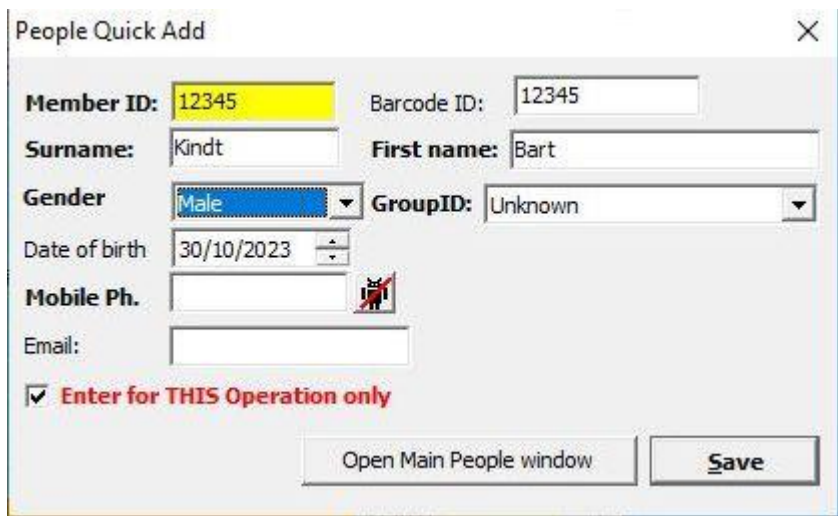 People Quick Add
Member ID: 12345 Barcode ID: 12345
Surname: Kindt First name: Bart
Gender Male GroupID: Unknown
Date of birth 30/10/2023
Mobile Ph.
Email:
Enter for THIS Operation only
Open Main People window Save